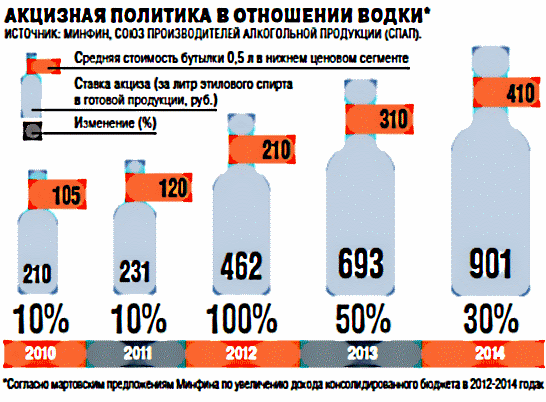 АКЦИЗНАЯ ПОЛИТИКА В ОТНОШЕНИИ ВОДКИ*
ИСТОЧНИК: МИНФИН, СОЮЗ ПРОИЗВОДИТЕЛЕЙ АЛКОГОЛЬНОЙ ПРОДУКЦИИ (СПАП).
Средняя стоимость бутылки 0,5 л в нижнем ценовом сегменте
Ставка акциза (за литр этилового спирта
в готовой продукции, руб.)
Изменение (%)
105 120 210 310 410
210 231 462 693 901
10% 10% 100% 50% 30%
2010 2011 2012 2013 2014
*Согласно мартовским предложениям Минфина по увеличению дохода консолидированного бюджета в 2012-2014 годах